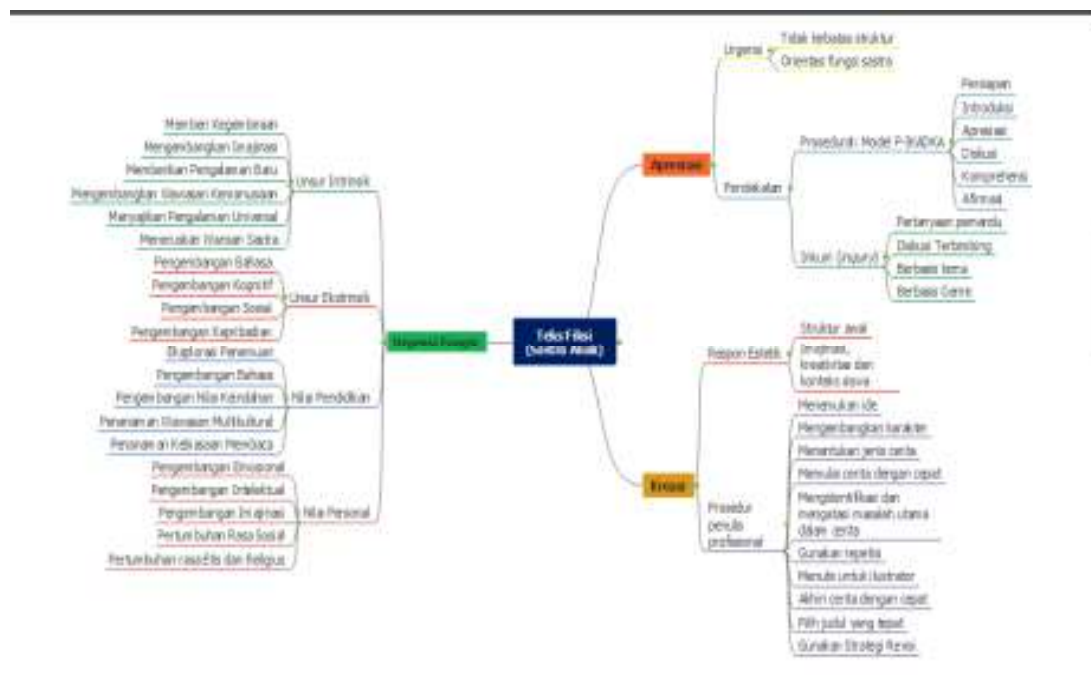 Teks Fiksi
(Sastra Anak)
Unsur Intrinsik
Memberi Kegembiraan
Mengembangkan Imajinasi
Memberikan Pengalaman Baru
Mengembangkan Wawasan Kemanusiaan
Menyajikan Pengalaman Universal
Meneruskan Warisan Sastra
Unsur Ekstrinsik
Pengembangan Bahasa
Pengembangan Kognitif
Pengembangan Sosial
Pengembangan Kepribadian
Nilai Pendidikan
Eksplorasi Penemuan
Pengembangan Bahasa
Pengembangan Nilai Keindahan
Penanaman Wawasan Multikultural
Penanaman Kebiasaan Membaca
Nilai Personal
Pengembangan Emosional
Pengembangan Intelektual
Pengembangan Imajinasi
Pertumbuhan Rasa Sosial
Pertumbuhan rasa Etis dan Religius
Apresiasi
Urgensi
Tidak terbatas struktur
Orientasi fungsi sastra
Pendekatan
Prosedural: Model P-IKADKA
Persiapan
Introduksi
Apresiasi
Diskusi
Komprehensi
Afirmasi
Inkuiri (inquiry)
Pertanyaan pemandu
Diskusi Terbimbing
Berbasis tema
Berbasis Genre
Kreasi
Respon Estetik
Struktur awal
Imajinasi,
kreativitas dan
konteks siswa
Prosedur
penulis
profesional
Menemukan ide
Mengembangkan karakter
Menentukan jenis cerita
Memulai cerita dengan cepat
Mengidentifikasi dan
mengatasi masalah utama
dalam cerita
Gunakan repetisi
Menulis untuk ilustrator
Akhiri cerita dengan cepat
Pilih judul yang tepat
Gunakan Strategi Revisi